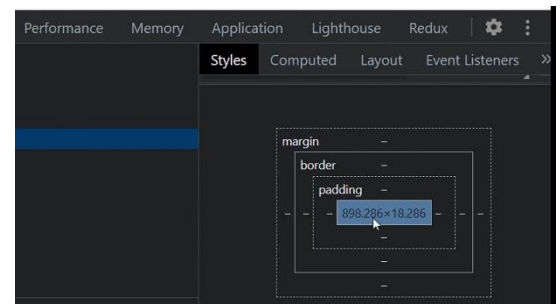 Performance Memory Application Lighthouse Redux
Styles Computed Layout Event Listeners »
margin –
border –
padding –
– – – 898.286×18.286 – – –
–
–
–